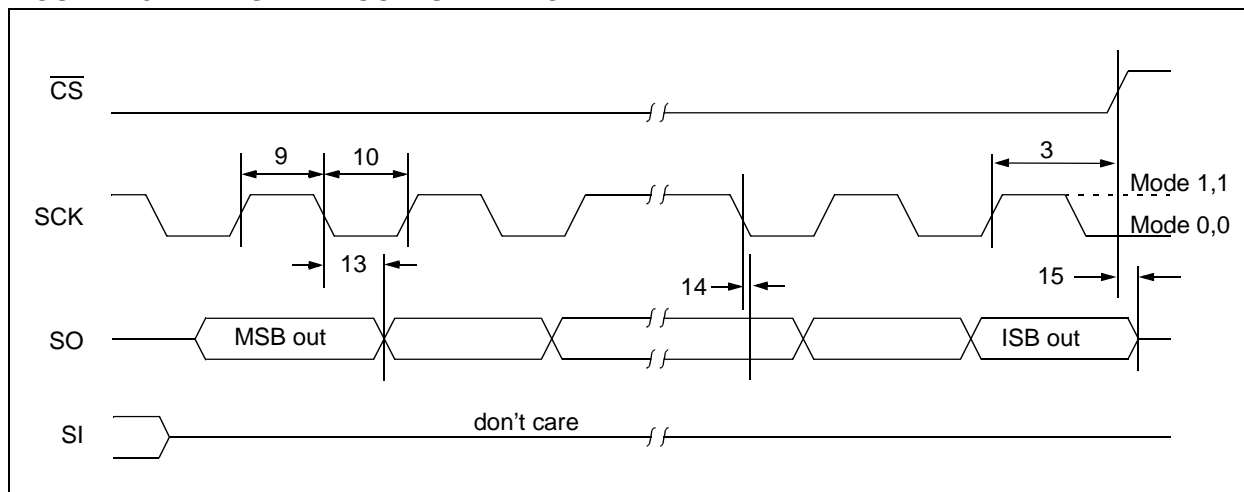 CS
9
10
3
Mode 1,1
SCK
Mode 0,0
13
14
15
SO
MSB out
ISB out
SI
don't care